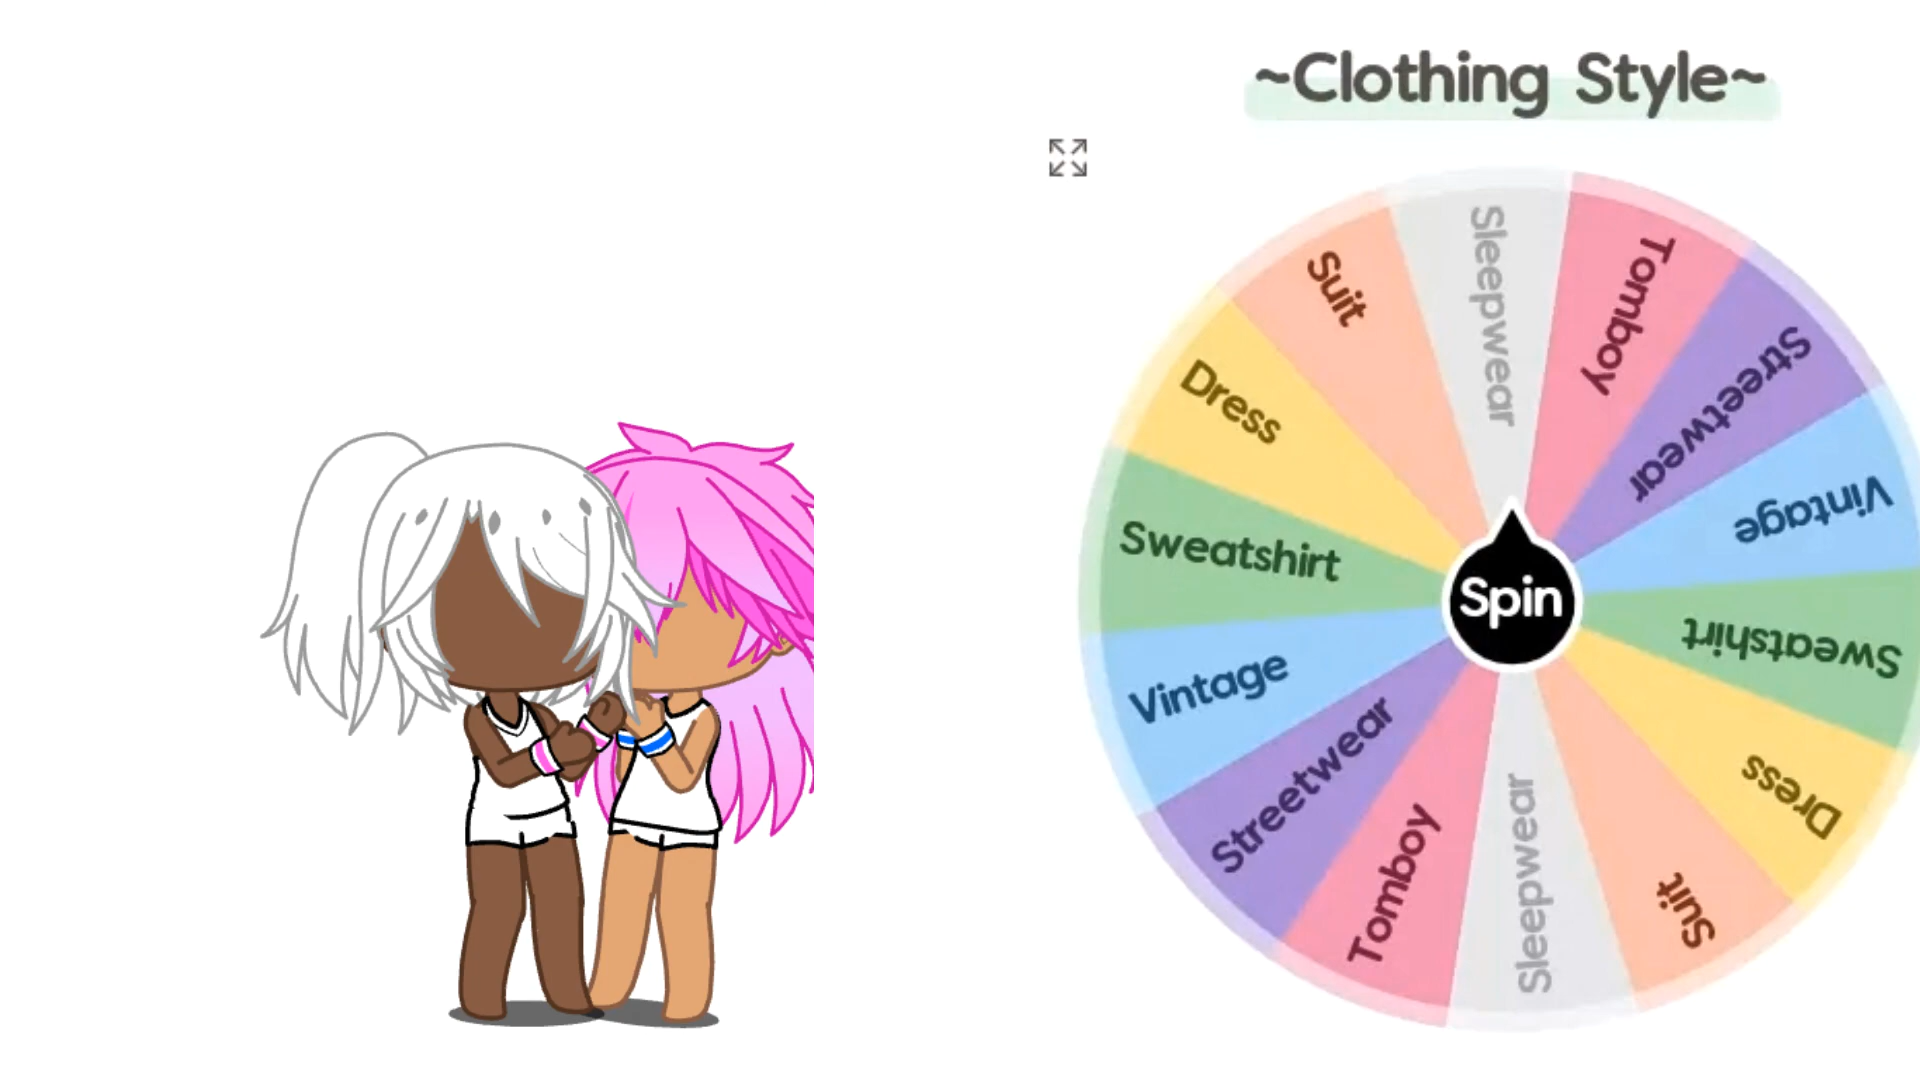 ~Clothing Style~
Sleepwear
Tomboy
Streetwear
Vintage
Sweatshirt
Dress
Suit
Sleepwear
Tomboy
Streetwear
Vintage
Sweatshirt
Dress
Suit
Spin